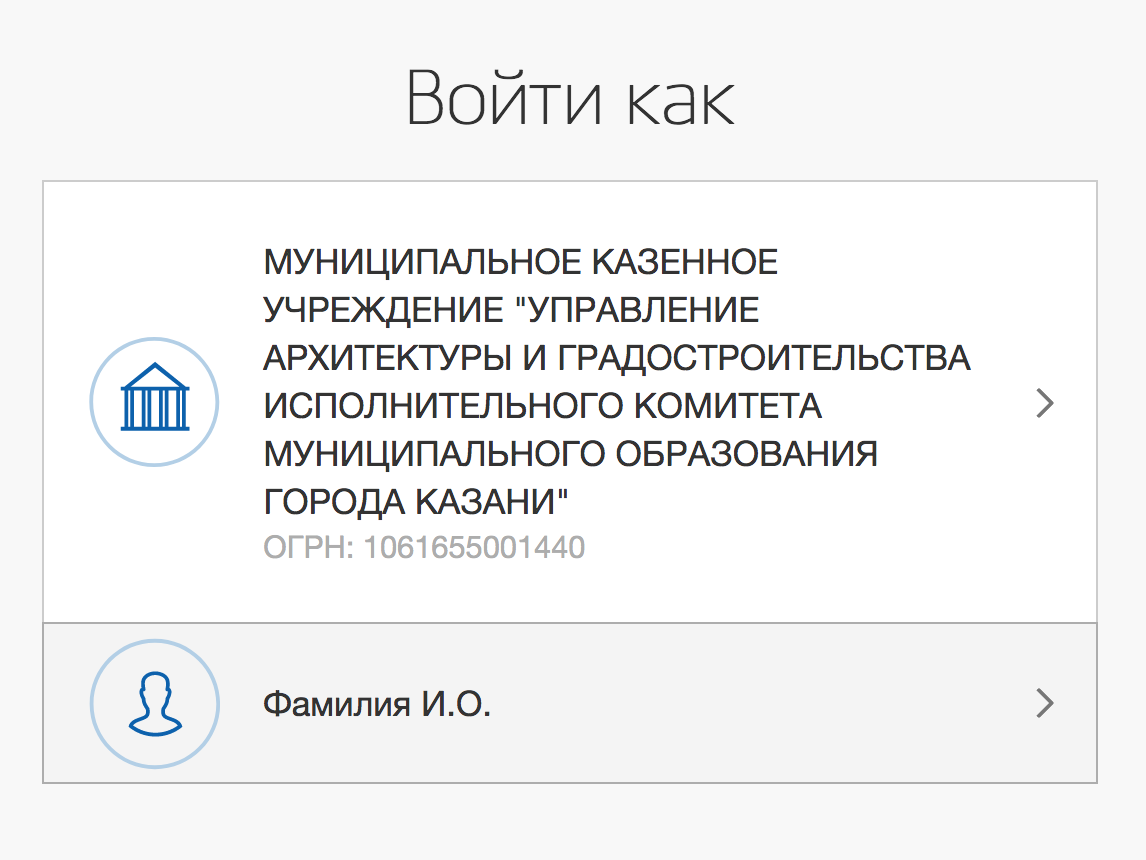 Войти как
МУНИЦИПАЛЬНОЕ КАЗЕННОЕ
УЧРЕЖДЕНИЕ "УПРАВЛЕНИЕ
АРХИТЕКТУРЫ И ГРАДОСТРОИТЕЛЬСТВА
ИСПОЛНИТЕЛЬНОГО КОМИТЕТА
МУНИЦИПАЛЬНОГО ОБРАЗОВАНИЯ
ГОРОДА КАЗАНИ"
ОГРН: 1061655001440
Фамилия И.О.